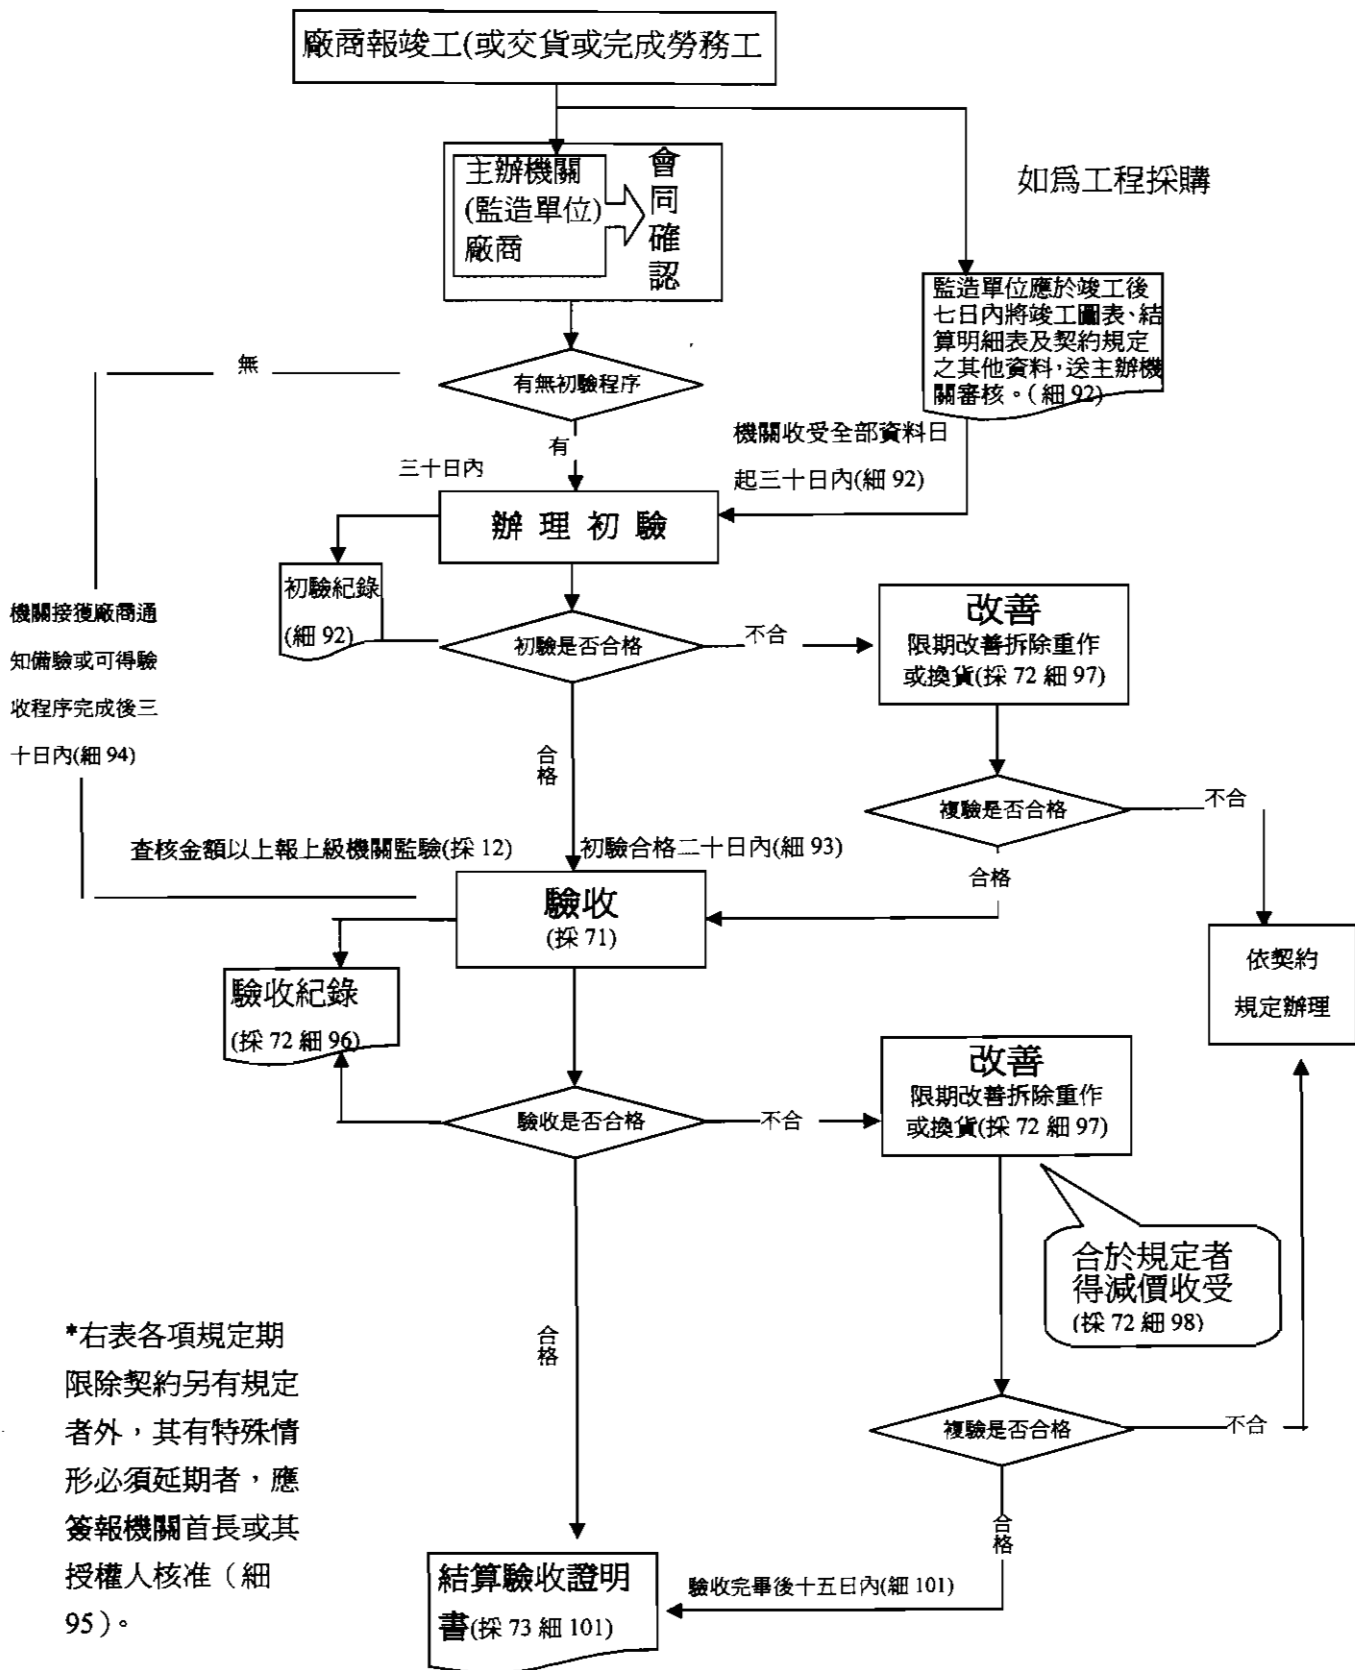 廠商報竣工(或交貨或完成勞務工
主辦機關
(監造單位)
廠商
會同確認
如爲工程採購
監造單位應於竣工後
七日內將竣工圖表、結
算明細表及契約規定
之其他資料，送主辦機
關審核。（細92）
無
有無初驗程序
有
三十日內
機關收受全部資料日
起三十日內(細 92)
辦 理 初 驗
初驗紀錄
(細 92)
初驗是否合格
不合
改善
限期改善拆除重作
或換貨(採 72 細 97)
機關接獲廠商通
知備驗或可得驗
收程序完成後三
十日內(細 94)
合格
複驗是否合格
不合
查核金額以上報上級機關監驗(採 12)
初驗合格二十日內(細 93)
合格
驗收
(採 71)
依契約
規定辦理
驗收紀錄
(採 72 細 96)
驗收是否合格
不合
改善
限期改善拆除重作
或換貨(採 72 細 97)
合於規定者
得減價收受
(採 72 細 98)
合格
*右表各項規定期
限除契約另有規定
者外，其有特殊情
形必須延期者，應
簽報機關首長或其
授權人核准（細
95）。
複驗是否合格
不合
合格
驗收完畢後十五日內(細 101)
結算驗收證明
書(採 73 細 101)